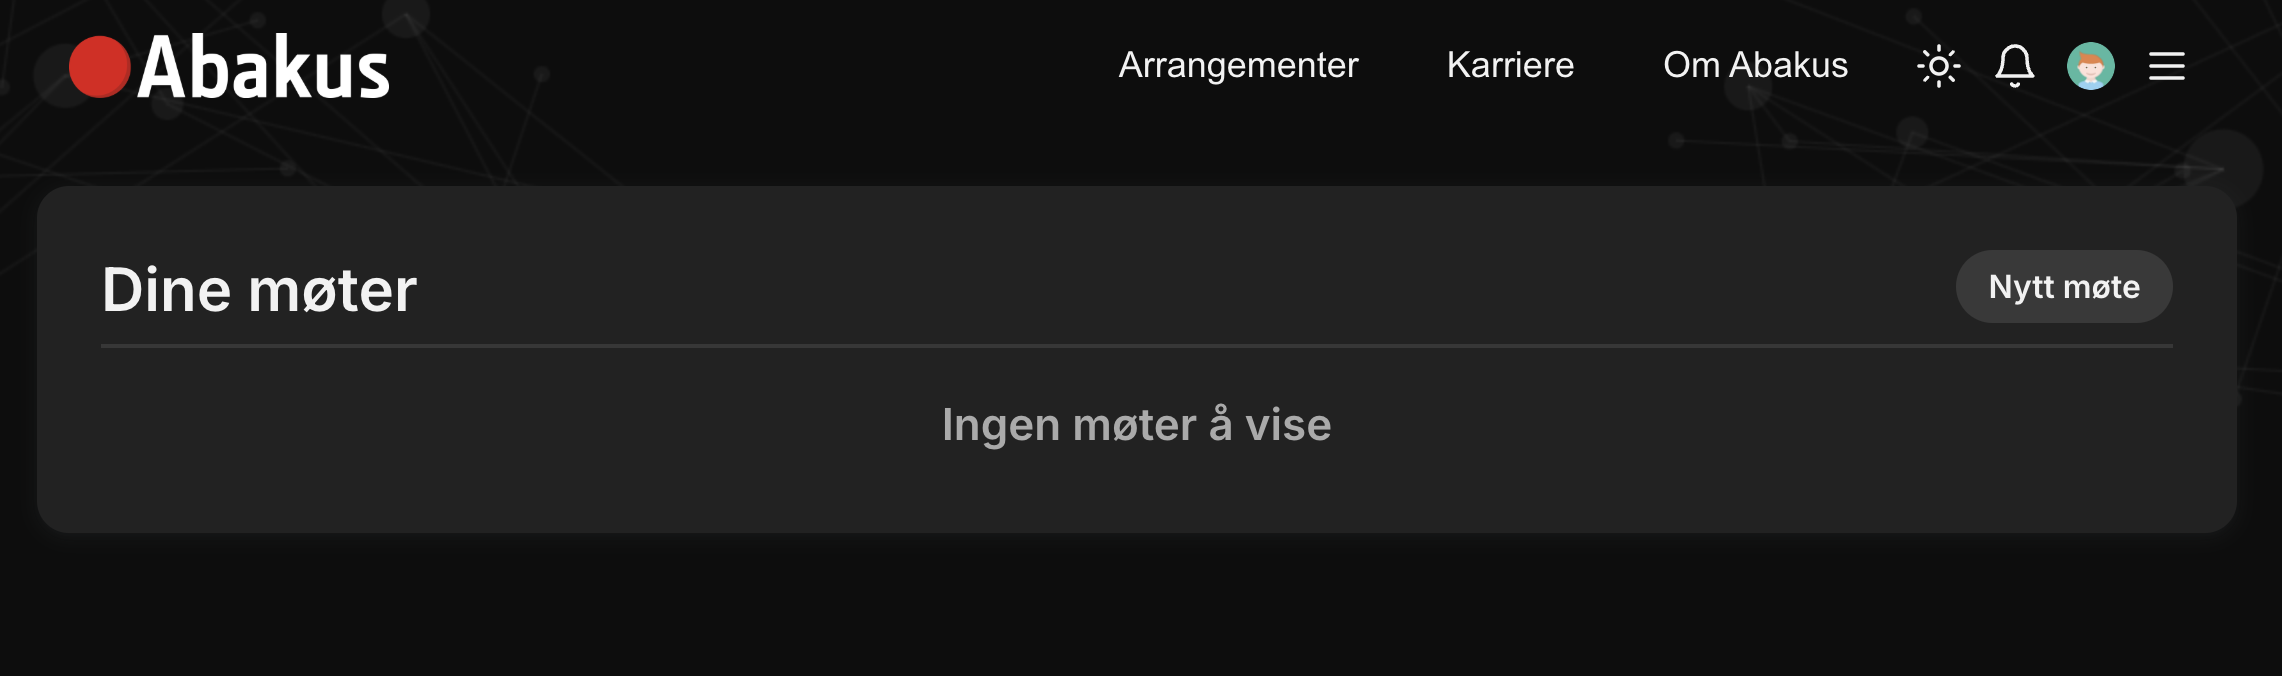 Abakus
Arrangementer
Karriere
Om Abakus
Dine møter
Nytt møte
Ingen møter å vise